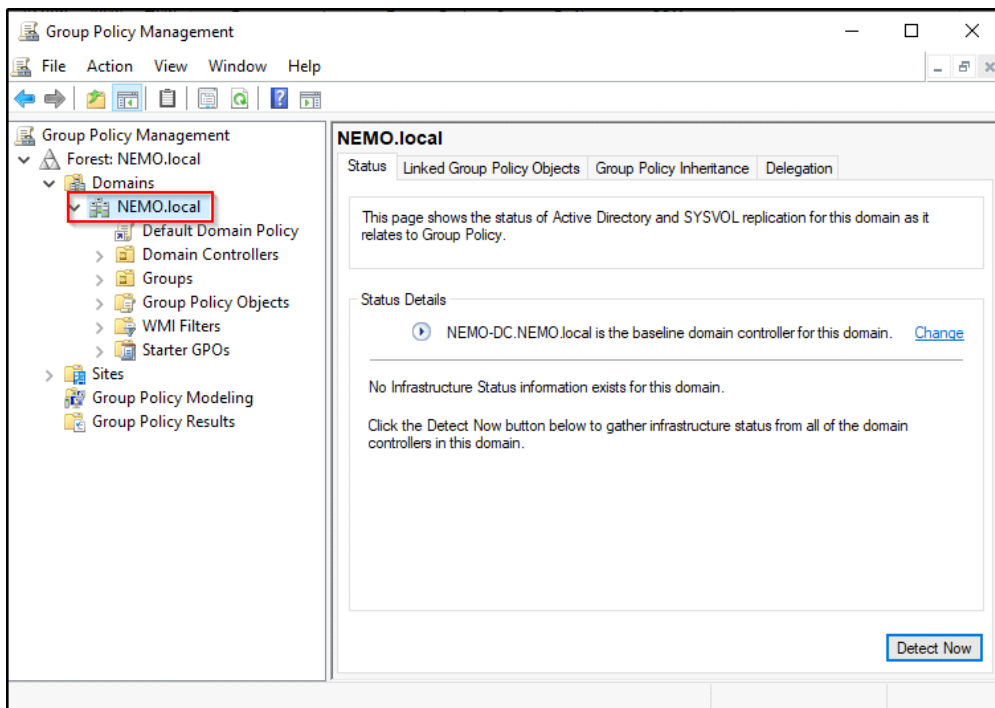 Group Policy Management
File Action View Window Help
Group Policy Management
Forest: NEMO.local
Domains
NEMO.local
Default Domain Policy
Domain Controllers
Groups
Group Policy Objects
WMI Filters
Starter GPOs
Sites
Group Policy Modeling
Group Policy Results
NEMO.local
Status Linked Group Policy Objects Group Policy Inheritance Delegation
This page shows the status of Active Directory and SYSVOL replication for this domain as it
relates to Group Policy.
Status Details
NEMO-DC.NEMO.local is the baseline domain controller for this domain. Change
No Infrastructure Status information exists for this domain.
Click the Detect Now button below to gather infrastructure status from all of the domain
controllers in this domain.
Detect Now